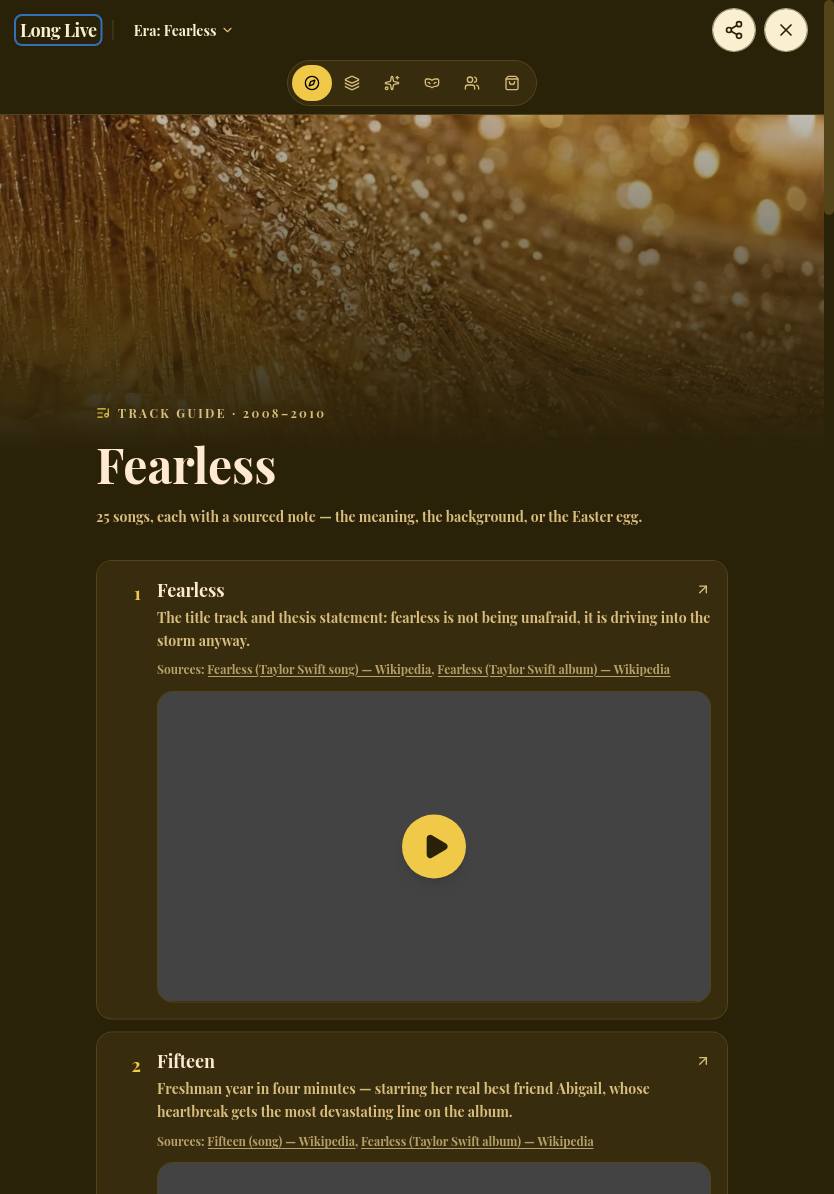 Long Live
Era: Fearless
TRACK GUIDE · 2008–2010
Fearless
25 songs, each with a sourced note — the meaning, the background, or the Easter egg.
1
Fearless
The title track and thesis statement: fearless is not being unafraid, it is driving into the
storm anyway.
Sources: Fearless (Taylor Swift song) — Wikipedia, Fearless (Taylor Swift album) — Wikipedia
2
Fifteen
Freshman year in four minutes — starring her real best friend Abigail, whose
heartbreak gets the most devastating line on the album.
Sources: Fifteen (song) — Wikipedia, Fearless (Taylor Swift album) — Wikipedia